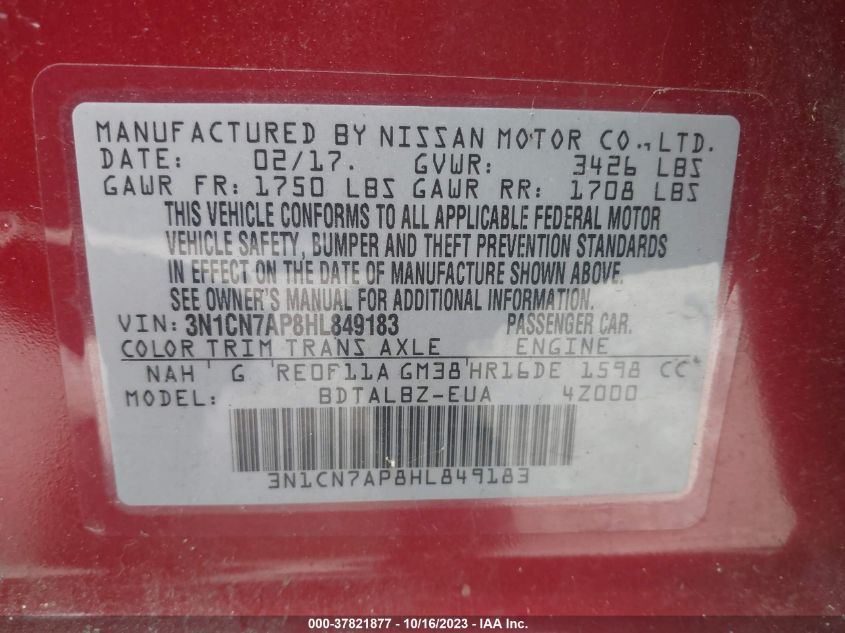 MANUFACTURED BY NISSAN MOTOR CO., LTD.
DATE: 02/17. GVWR: 3426 LBS
GAWR FR: 1750 LBS GAWR RR: 1708 LBS
THIS VEHICLE CONFORMS TO ALL APPLICABLE FEDERAL MOTOR
VEHICLE SAFETY, BUMPER AND THEFT PREVENTION STANDARDS
IN EFFECT ON THE DATE OF MANUFACTURE SHOWN ABOVE.
SEE OWNER'S MANUAL FOR ADDITIONAL INFORMATION.
VIN: 3N1CN7AP8HL849183 PASSENGER CAR.
COLOR TRIM TRANS AXLE ENGINE
NAH G RE0F11A GM38 HR16DE 1598 CC
MODEL: BDTALBZ-EUA 4Z000
3N1CN7AP8HL849183
000-37821877 - 10/16/2023 - IAA Inc.